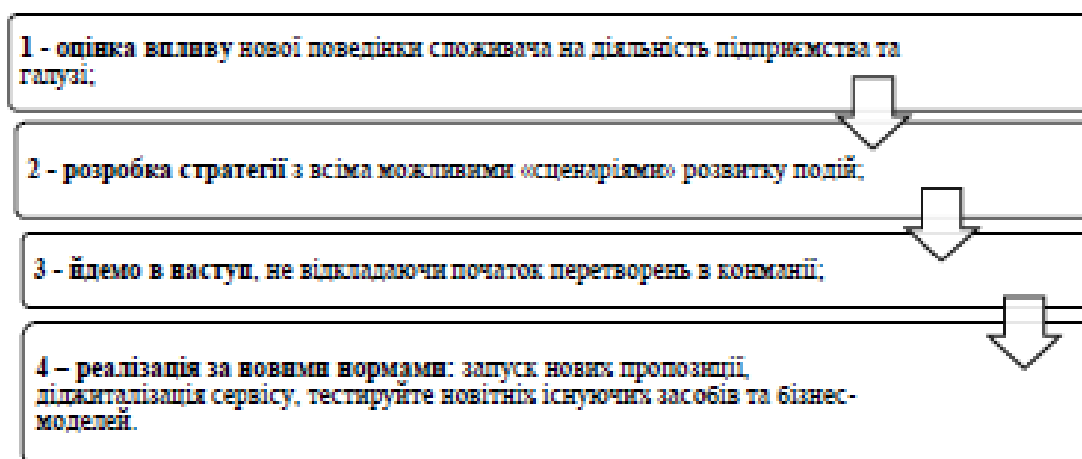 1 - оцінка впливу нової поведінки споживача на діяльність підприємства та
галузі;
2 - розробка стратегії з всіма можливими «сценаріями» розвитку подій;
3 - йдемо в наступ, не відкладаючи початок перетворень в конманії;
4 – реалізація за новими нормами: запуск нових пропозиції,
діджиталізація сервісу, тестируйте новітніх існуючих засобів та бізнес-
моделей.